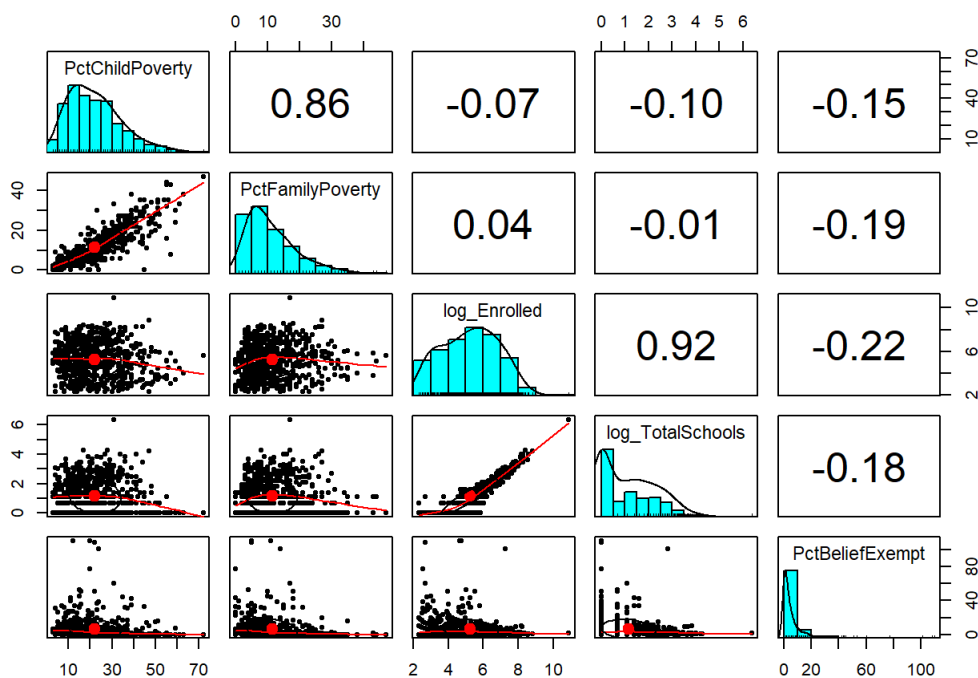 0 10 30
0 1 2 3 4 5 6
PctChildPoverty
0.86
-0.07
-0.10
-0.15
10 40 70
0 20 40
PctFamilyPoverty
0.04
-0.01
-0.19
log_Enrolled
0.92
-0.22
2 6 10
0 2 4 6
log_TotalSchools
-0.18
PctBeliefExempt
0 40 80
10 30 50 70
2 4 6 8 10
0 20 60 100